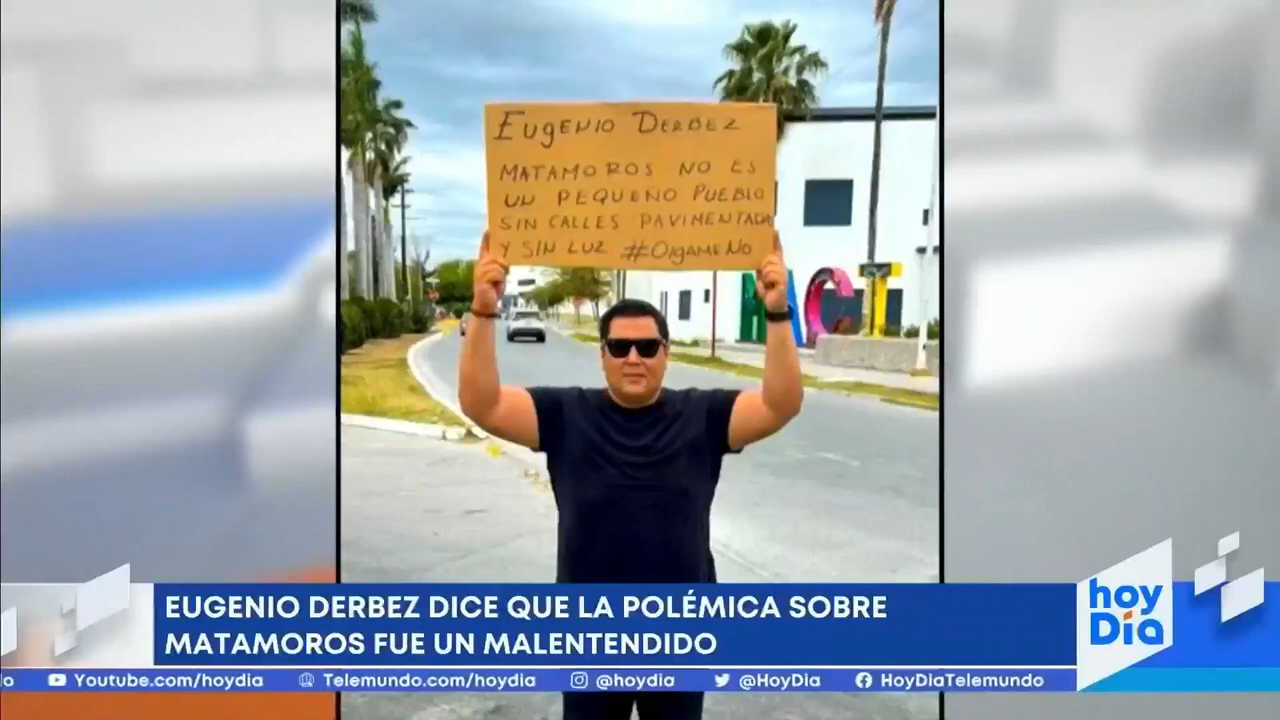 EUGENIO DERBEZ
MATAMOROS NO ES
UN PEQUEÑO PUEBLO
SIN CALLES PAVIMENTADA
Y SIN LUZ #OIGAMENO
ACT
EUGENIO DERBEZ DICE QUE LA POLÉMICA SOBRE
MATAMOROS FUE UN MALENTENDIDO
hoy
Día
Youtube.com/hoydia Telemundo.com/hoydia @hoydia @HoyDia HoyDiaTelemundo